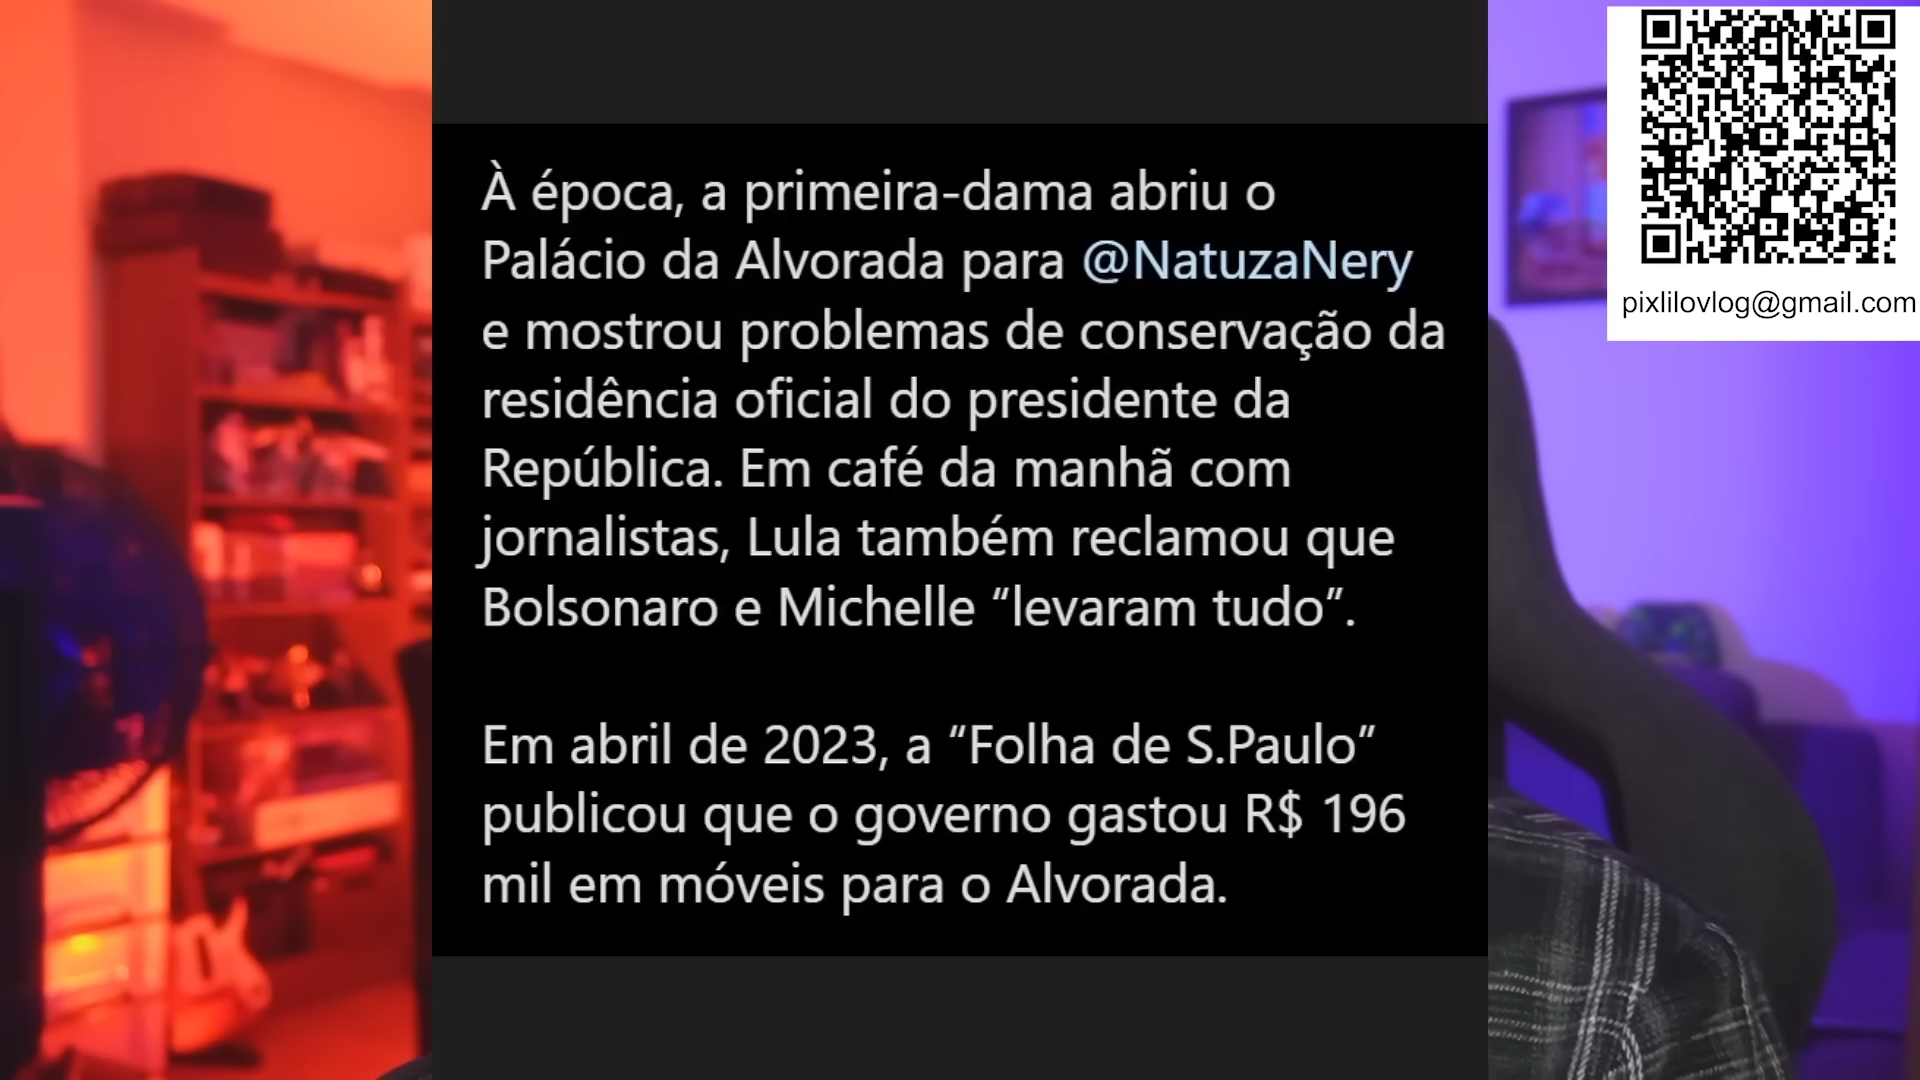 À época, a primeira-dama abriu o
Palácio da Alvorada para @NatuzaNery
e mostrou problemas de conservação da
residência oficial do presidente da
República. Em café da manhã com
jornalistas, Lula também reclamou que
Bolsonaro e Michelle “levaram tudo”.
Em abril de 2023, a “Folha de S.Paulo”
publicou que o governo gastou R$ 196
mil em móveis para o Alvorada.
pixlilovlog@gmail.com